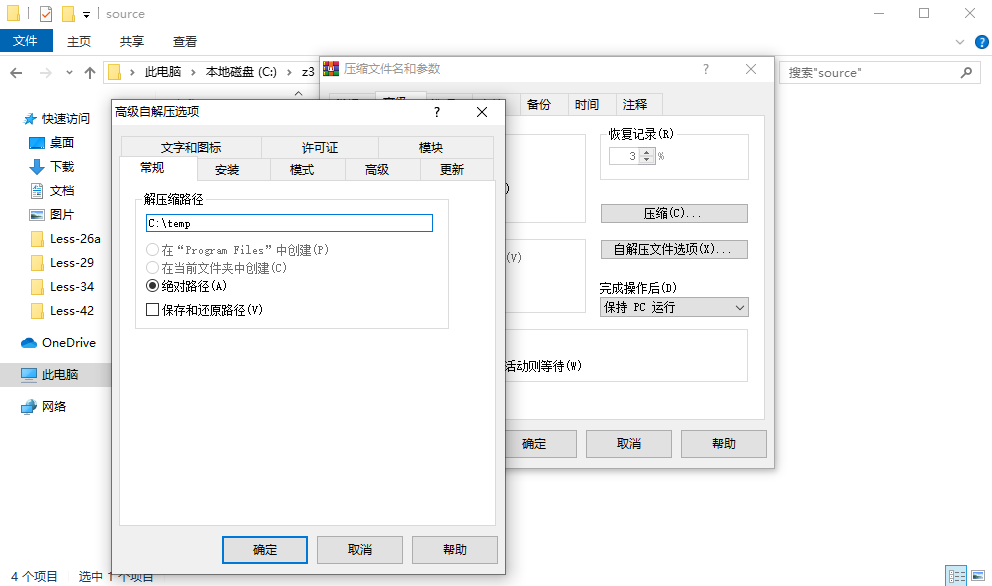 source
文件 主页 共享 查看
此电脑 本地磁盘 (C:) z3
搜索"source"
快速访问
桌面
下载
文档
图片
Less-26a
Less-29
Less-34
Less-42
OneDrive
此电脑
网络
4 个项目 选中 1 个项目
压缩文件名和参数
备份 时间 注释
恢复记录(R)
3 %
压缩(C)...
自解压文件选项(X)...
(V)
完成操作后(D)
保持 PC 运行
活动则等待(W)
确定 取消 帮助
高级自解压选项
文字和图标 许可证 模块
常规 安装 模式 高级 更新
解压缩路径
C:\temp
在“Program Files”中创建(P)
在当前文件夹中创建(C)
绝对路径(A)
保存和还原路径(V)
确定 取消 帮助